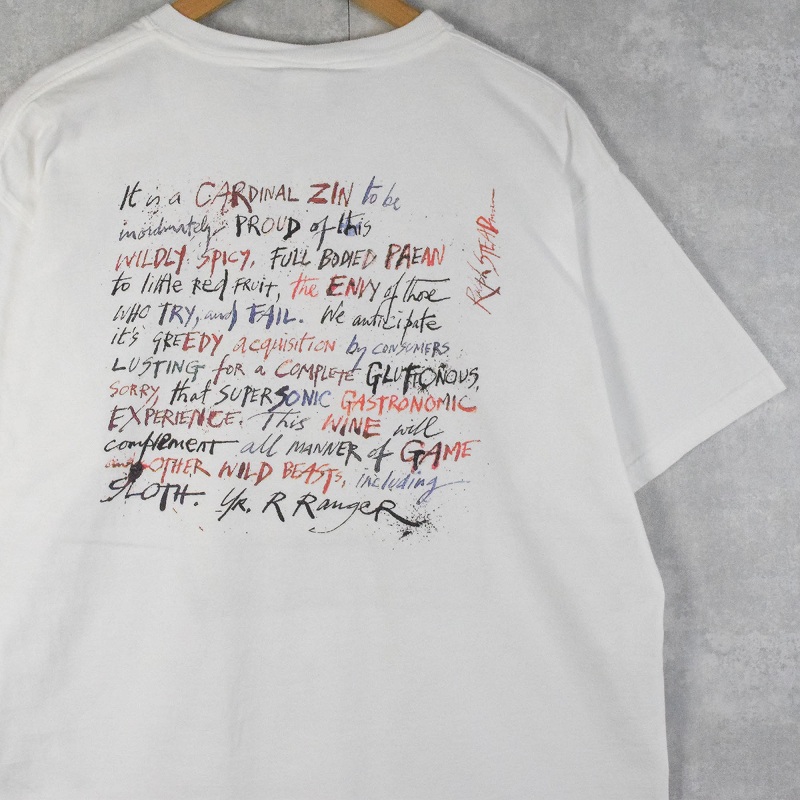 It is a CARDINAL ZIN to be
inordinately PROUD of this
WILDLY SPICY, FULL BODIED PAEAN
to little red FRUIT, the ENVY of those
WHO TRY, and FAIL. We anticipate
it's GREEDY acquisition by CONSUMERS
LUSTING for a COMPLETE GLUTTONOUS,
SORRY, that SUPERSONIC GASTRONOMIC
EXPERIENCE. This WINE will
complement all MANNER of GAME
and OTHER WILD BEASTS, including
SLOTH. Yr. R RangeR
Ralph STEADman